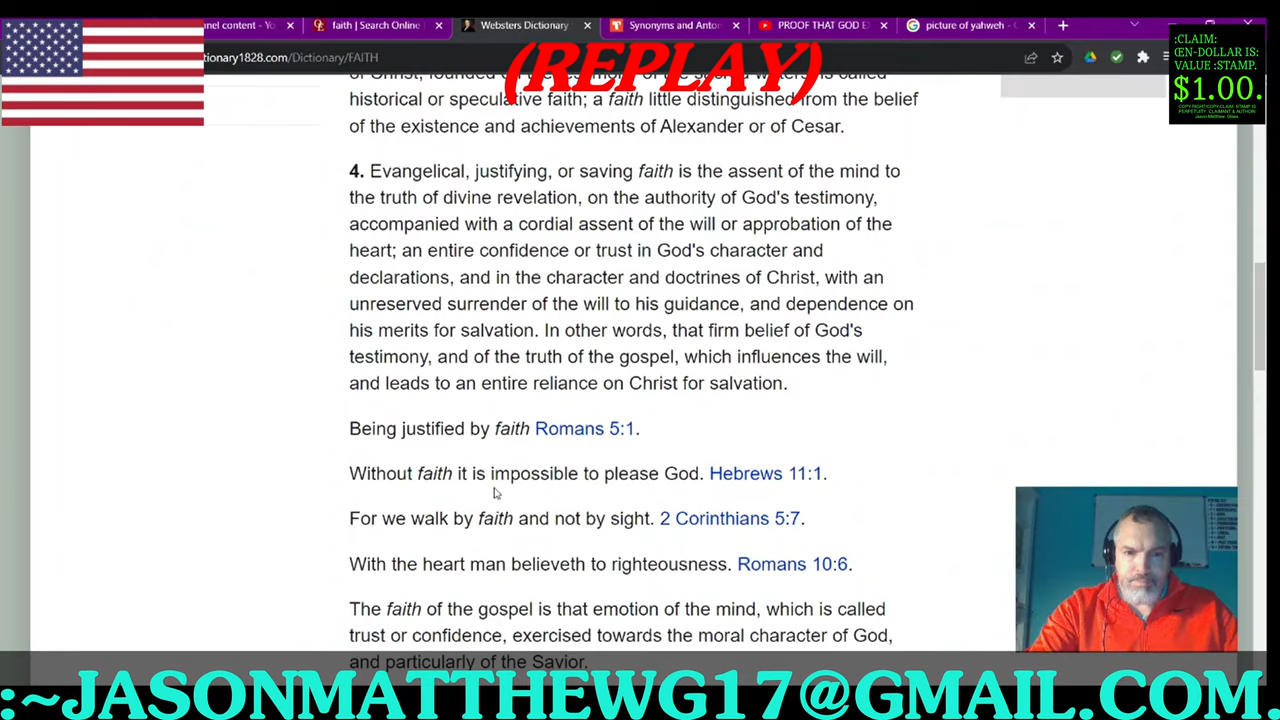 nnel content - Yo
faith | Search Online
Websters Dictionary
Synonyms and Anton
PROOF THAT GOD E
picture of yahweh - G
tionary1828.com/Dictionary/FAITH
(REPLAY)
:CLAIM:
VALUE :STAMP.
$1.00.
historical or speculative faith; a faith little distinguished from the belief
of the existence and achievements of Alexander or of Cesar.
4. Evangelical, justifying, or saving faith is the assent of the mind to
the truth of divine revelation, on the authority of God's testimony,
accompanied with a cordial assent of the will or approbation of the
heart; an entire confidence or trust in God's character and
declarations, and in the character and doctrines of Christ, with an
unreserved surrender of the will to his guidance, and dependence on
his merits for salvation. In other words, that firm belief of God's
testimony, and of the truth of the gospel, which influences the will,
and leads to an entire reliance on Christ for salvation.
Being justified by faith Romans 5:1.
Without faith it is impossible to please God. Hebrews 11:1.
For we walk by faith and not by sight. 2 Corinthians 5:7.
With the heart man believeth to righteousness. Romans 10:6.
The faith of the gospel is that emotion of the mind, which is called
trust or confidence, exercised towards the moral character of God,
and particularly of the Savior.
:~JASONMATTHEWG17@GMAIL.COM.